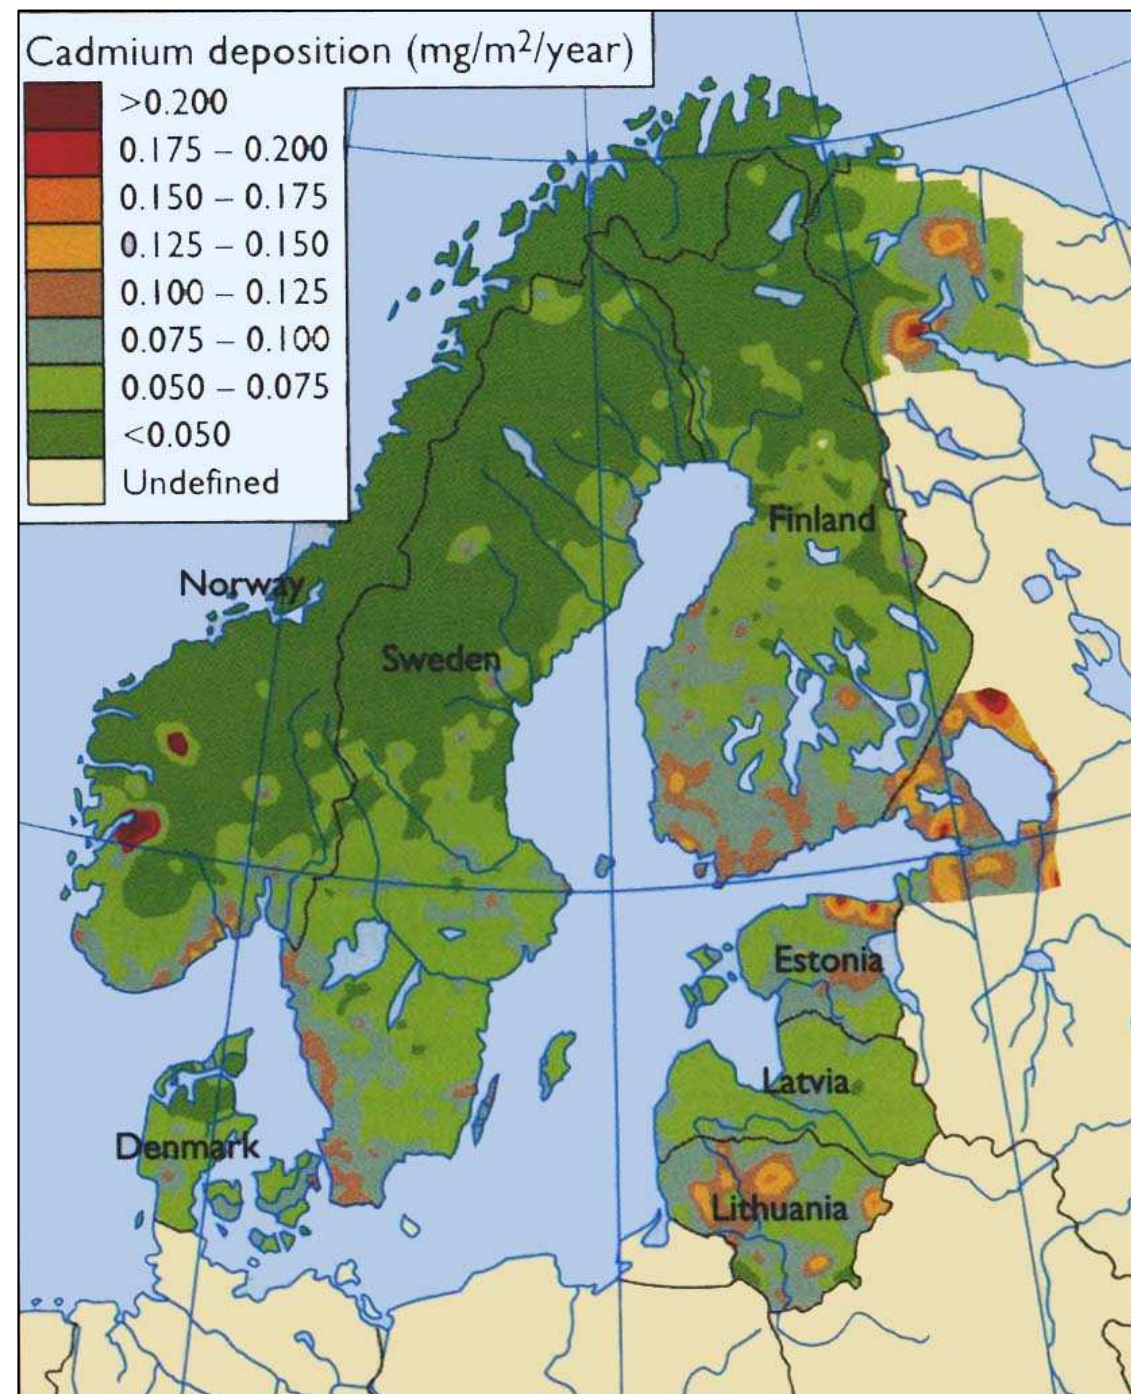 Cadmium deposition (mg/m²/year)
>0.200
0.175 – 0.200
0.150 – 0.175
0.125 – 0.150
0.100 – 0.125
0.075 – 0.100
0.050 – 0.075
<0.050
Undefined
Finland
Norway
Sweden
Estonia
Latvia
Denmark
Lithuania